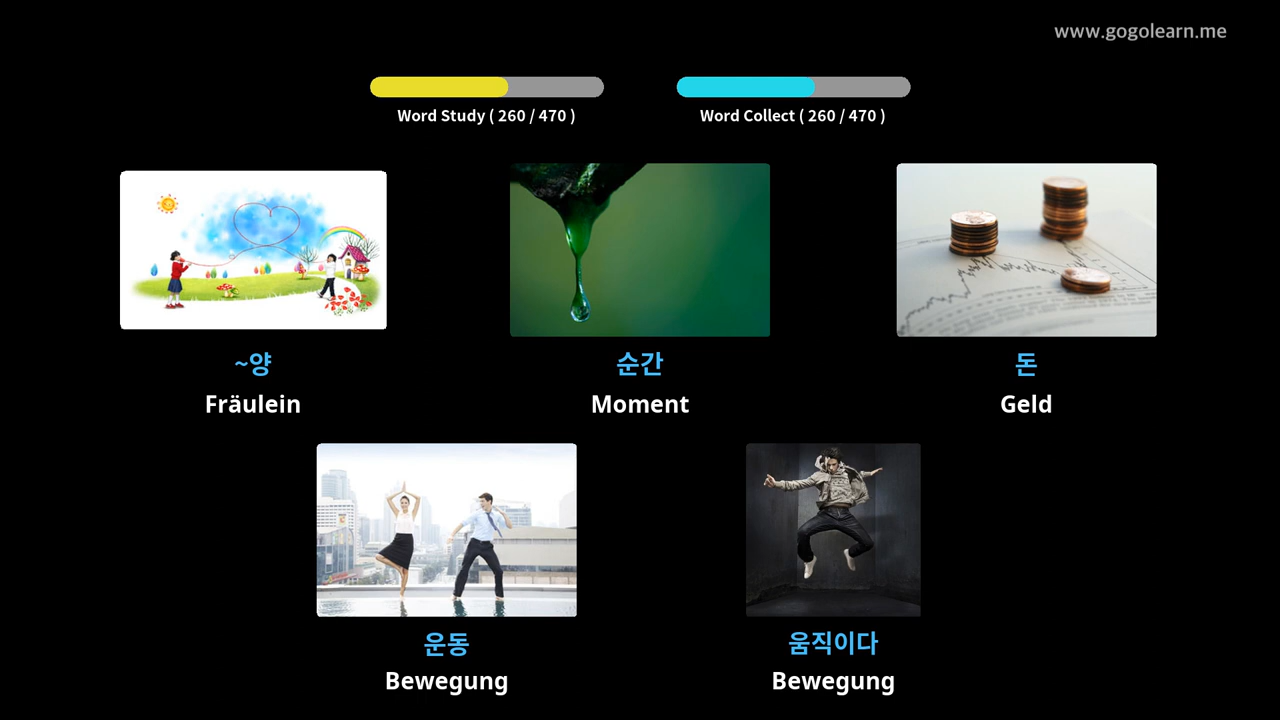 www.gogolearn.me
Word Study ( 260 / 470 )
Word Collect ( 260 / 470 )
~양
Fräulein
순간
Moment
돈
Geld
운동
Bewegung
움직이다
Bewegung